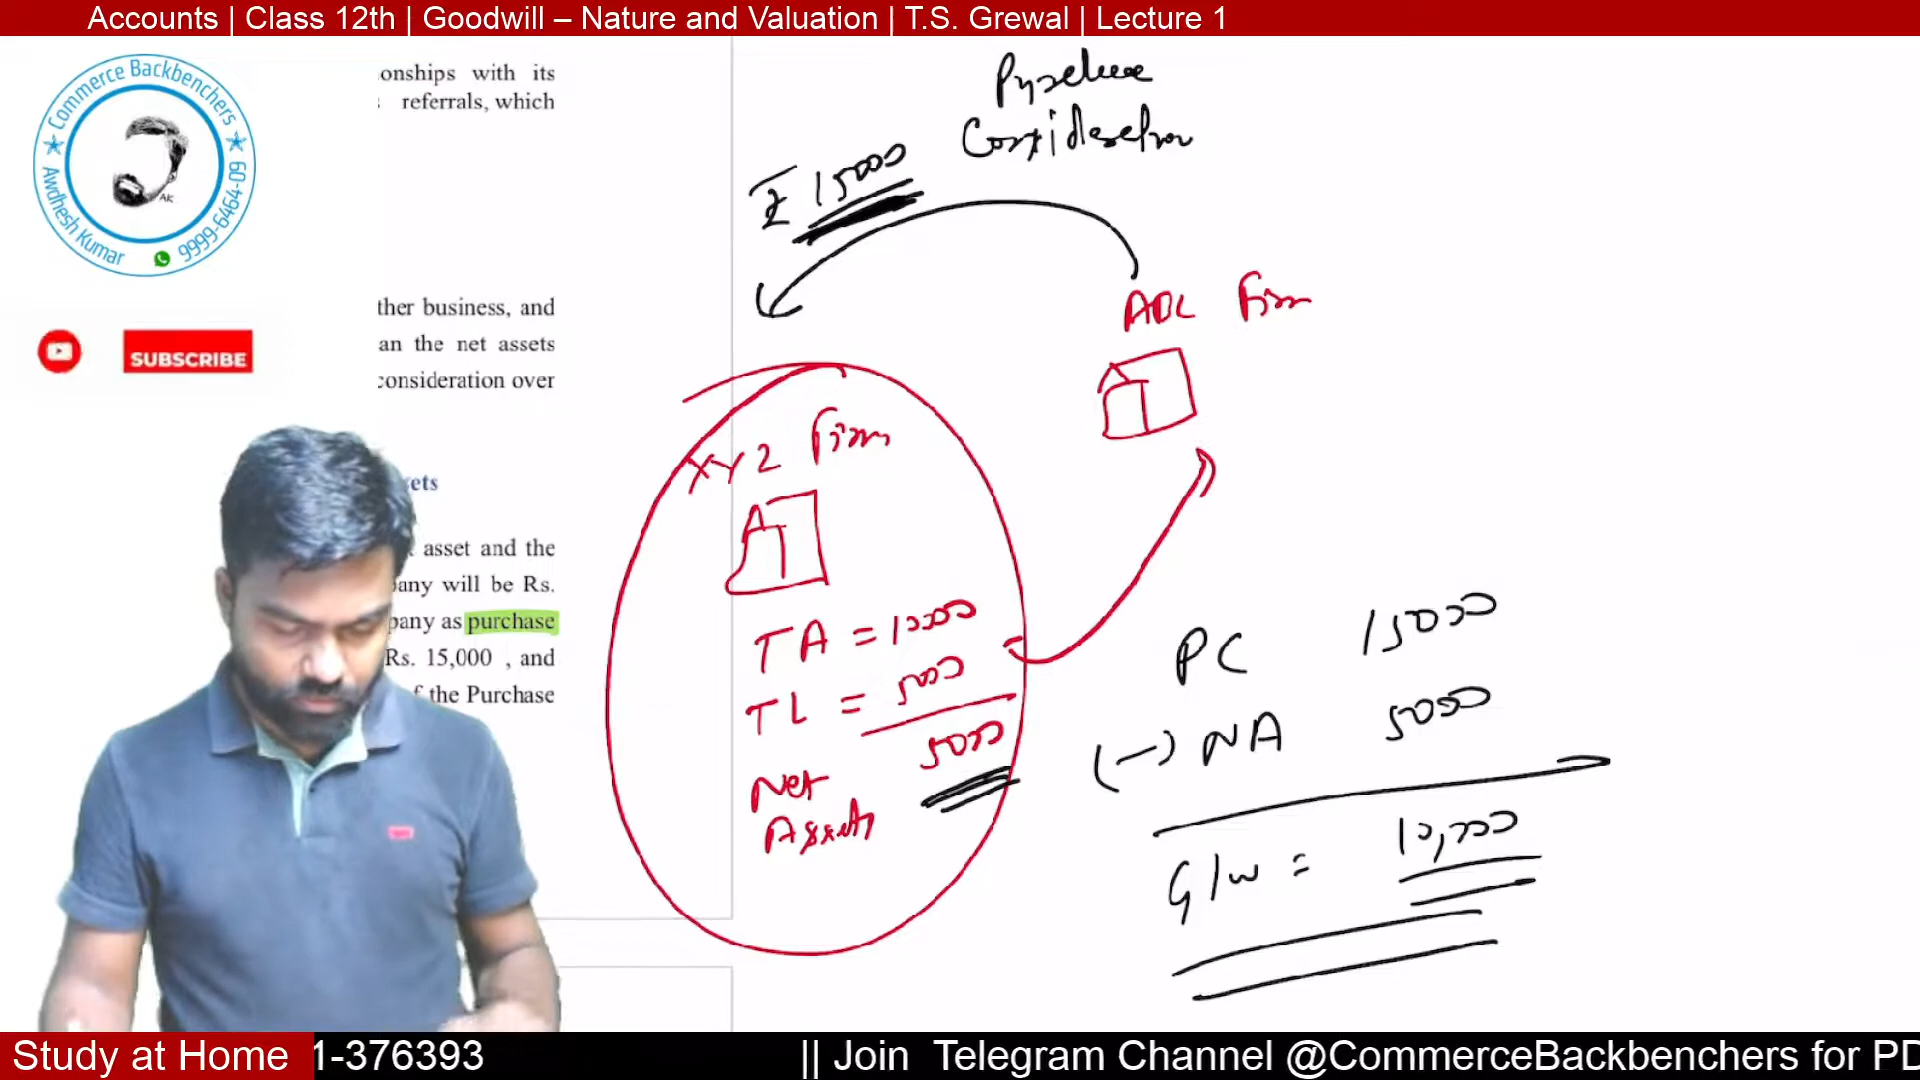 Accounts | Class 12th | Goodwill – Nature and Valuation | T.S. Grewal | Lecture 1
Commerce Backbenchers
Awdhesh Kumar
9999-6464-09
AK
SUBSCRIBE
onships with its
referrals, which
ther business, and
an the net assets
consideration over
ets
asset and the
any will be Rs.
pany as purchase
Rs. 15,000 , and
f the Purchase
Consideration
₹ 15000
ABC Firm
XYZ Firm
TA = 10000
TL = 5000
5000
Net
Assets
PC 15000
(-) NA 5000
G/w = 10,000
Study at Home
1-376393
|| Join Telegram Channel @CommerceBackbenchers for PD